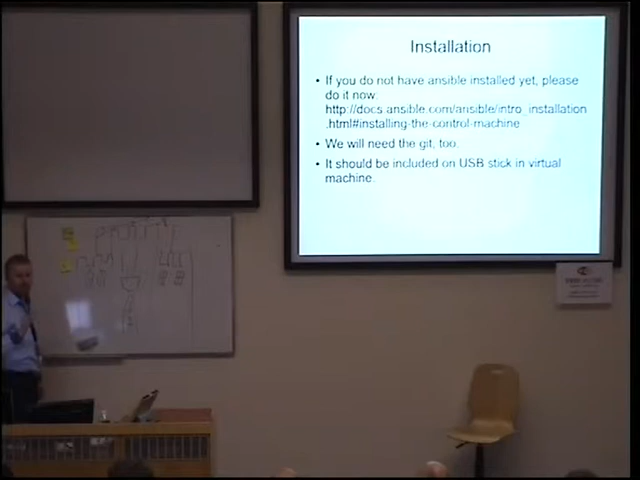 Installation
• If you do not have ansible installed yet, please
do it now:
http://docs.ansible.com/ansible/intro_installation
.html#installing-the-control-machine
• We will need the git, too.
• It should be included on USB stick in virtual
machine.